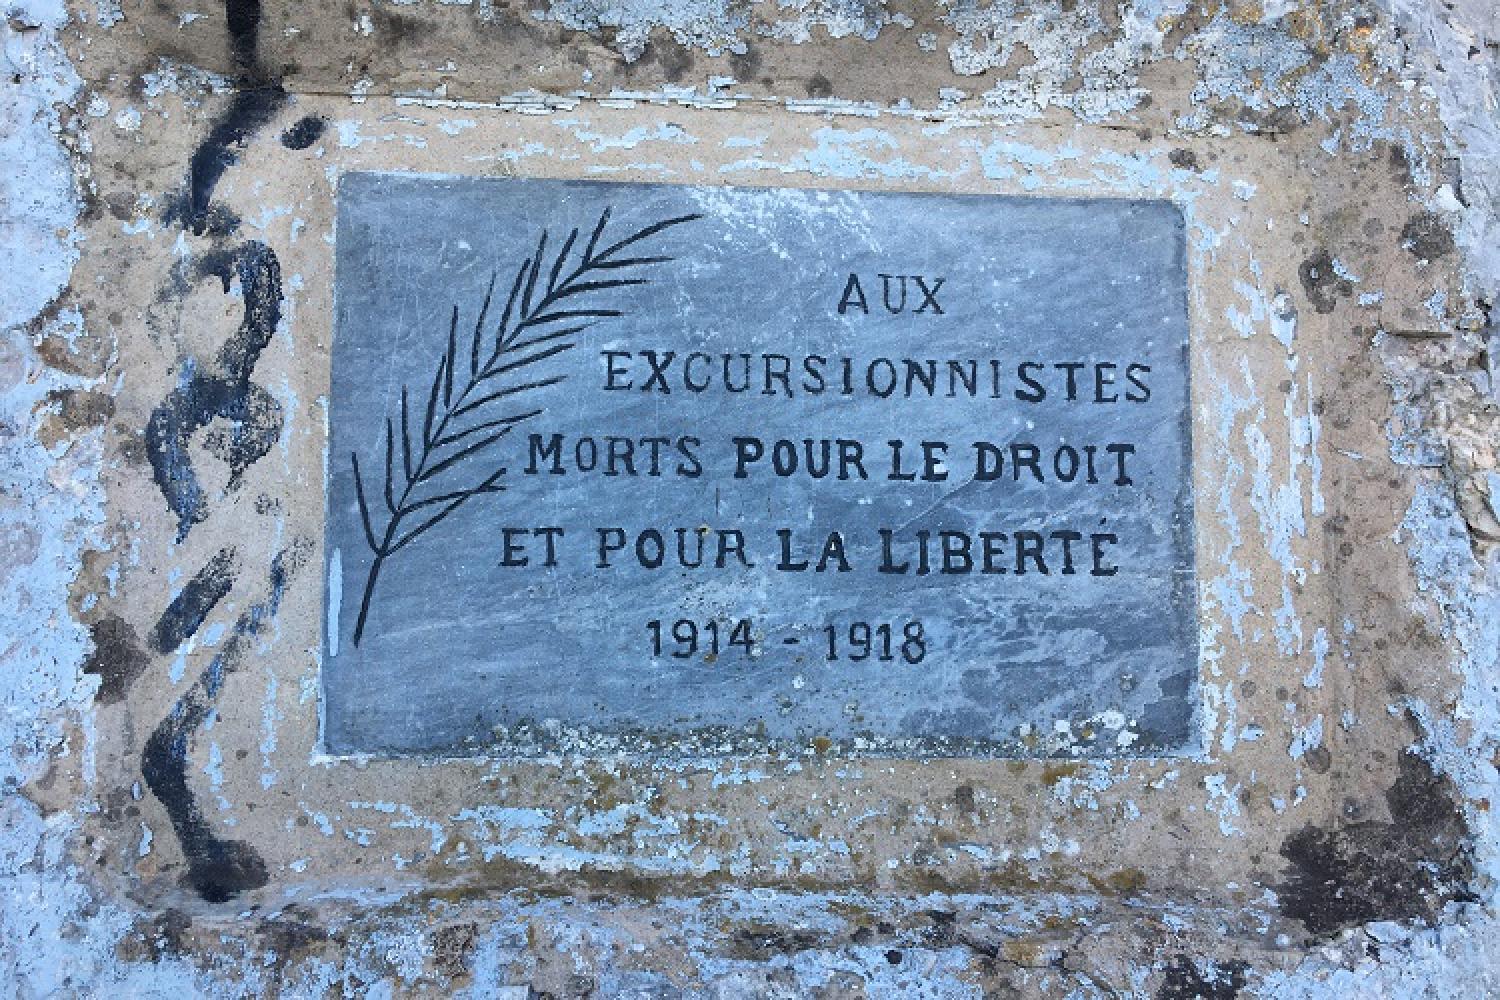 AUX
EXCURSIONNISTES
MORTS POUR LE DROIT
ET POUR LA LIBERTÉ
1914 - 1918